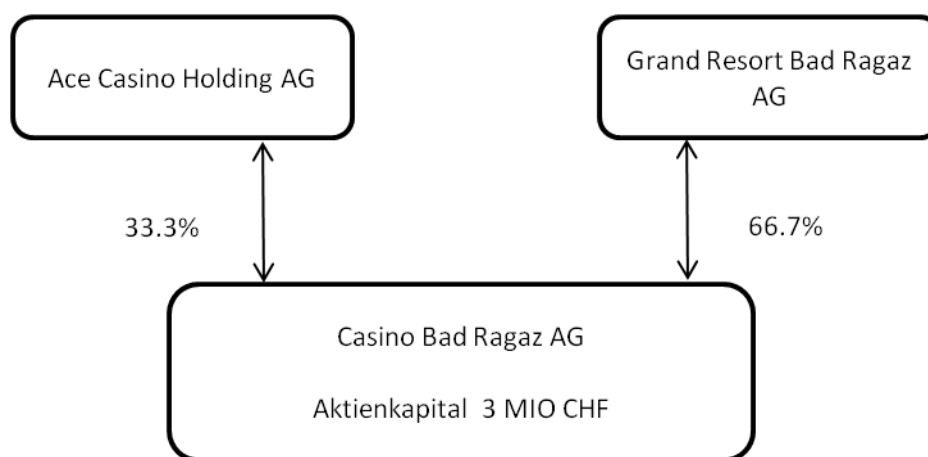 Ace Casino Holding AG
Grand Resort Bad Ragaz
AG
33.3%
66.7%
Casino Bad Ragaz AG
Aktienkapital 3 MIO CHF